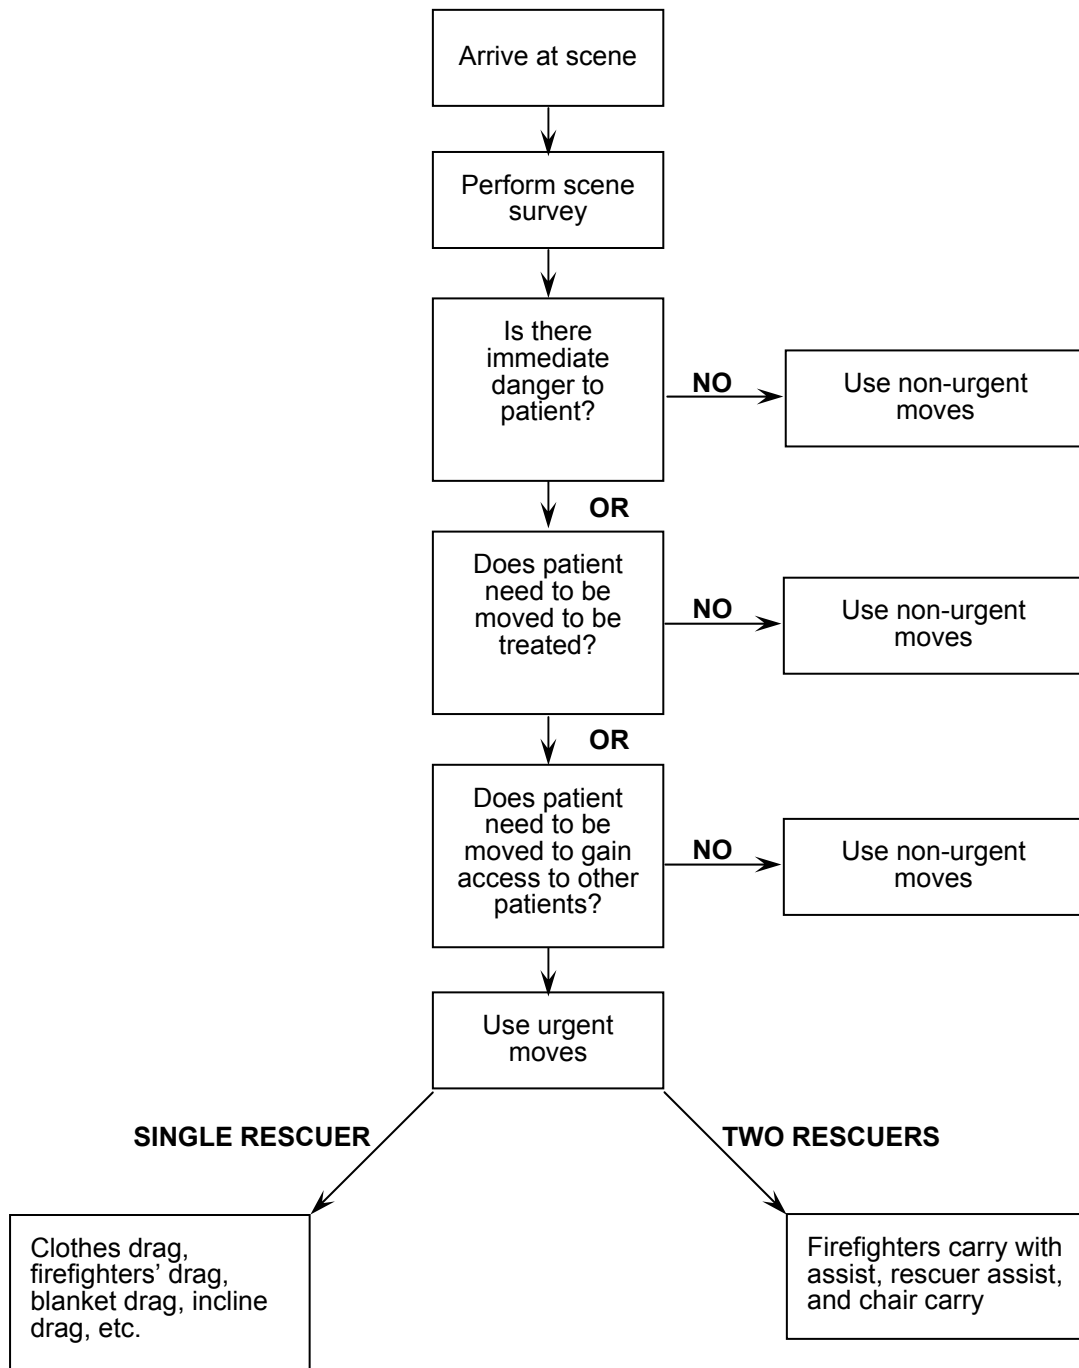 Arrive at scene
Perform scene
survey
Is there
immediate
danger to
patient?
NO
Use non-urgent
moves
OR
Does patient
need to be
moved to be
treated?
NO
Use non-urgent
moves
OR
Does patient
need to be
moved to gain
access to other
patients?
NO
Use non-urgent
moves
Use urgent
moves
SINGLE RESCUER
TWO RESCUERS
Clothes drag,
firefighters’ drag,
blanket drag, incline
drag, etc.
Firefighters carry with
assist, rescuer assist,
and chair carry